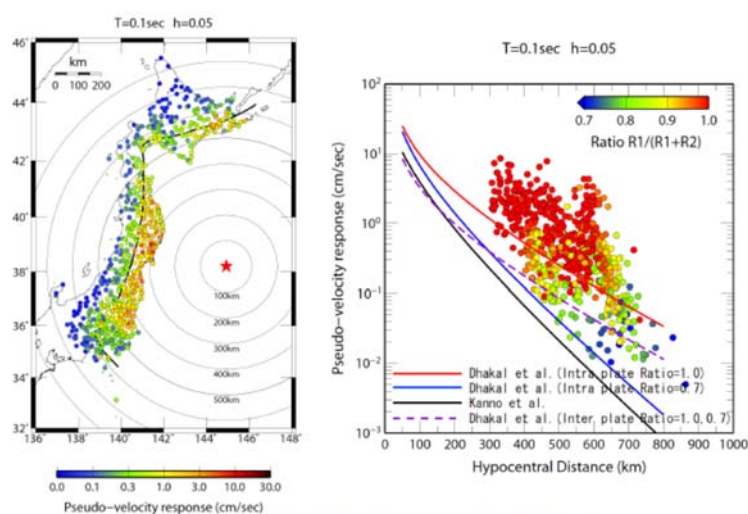 T=0.1sec h=0.05
46°
44°
42°
40°
38°
36°
34°
32°
km
0 100 200
100km
200km
300km
400km
500km
136° 138° 140° 142° 144° 146° 148°
0.0 0.1 0.3 1.0 3.0 10.0 30.0
Pseudo-velocity response (cm/sec)
T=0.1sec h=0.05
Pseudo-velocity response (cm/sec)
10²
10¹
10⁰
10⁻¹
10⁻²
10⁻³
0.7 0.8 0.9 1.0
Ratio R1/(R1+R2)
Dhakal et al. (Intra plate Ratio=1.0)
Dhakal et al. (Intra plate Ratio=0.7)
Kanno et al.
Dhakal et al. (Inter plate Ratio=1.0,0.7)
0 100 200 300 400 500 600 700 800 900 1000
Hypocentral Distance (km)